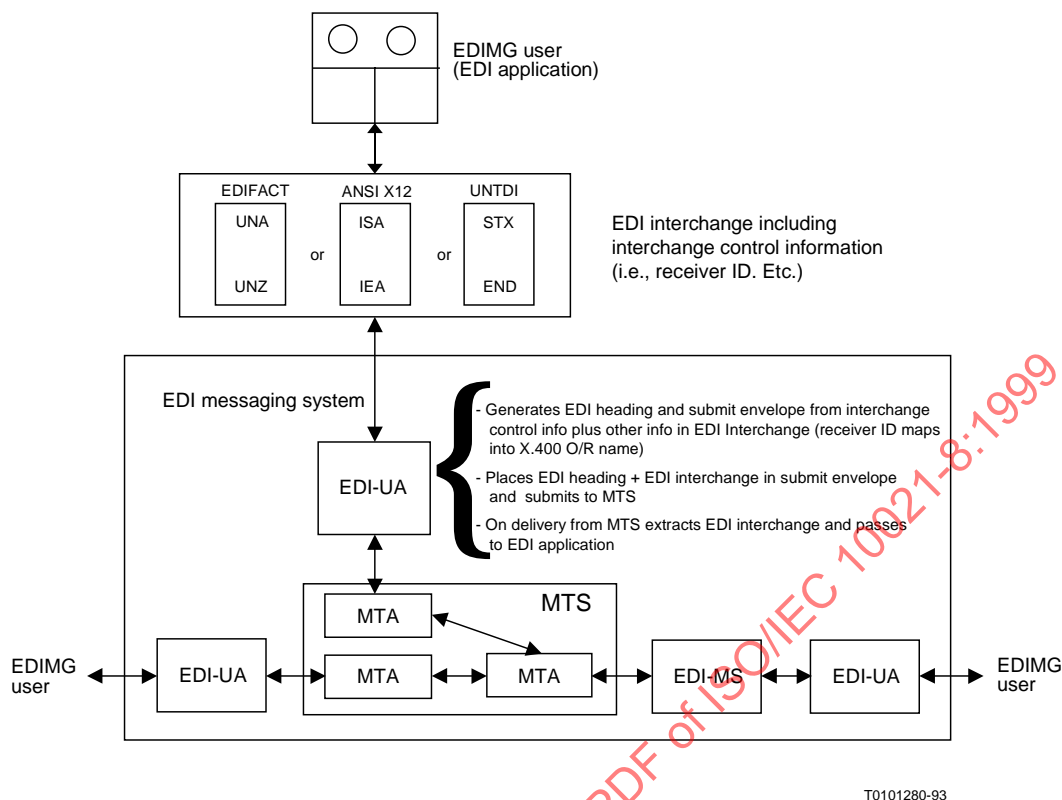 EDIMG user
(EDI application)
EDIFACT
ANSI X12
UNTDI
UNA
ISA
STX
or
or
UNZ
IEA
END
EDI interchange including
interchange control information
(i.e., receiver ID. Etc.)
EDI messaging system
{
- Generates EDI heading and submit envelope from interchange
control info plus other info in EDI Interchange (receiver ID maps
into X.400 O/R name)
- Places EDI heading + EDI interchange in submit envelope
and submits to MTS
- On delivery from MTS extracts EDI interchange and passes
to EDI application
EDI-UA
MTS
MTA
EDIMG
user
EDI-UA
MTA
MTA
EDI-MS
EDI-UA
EDIMG
user
PDF of ISO/IEC 10021-8:1999
T0101280-93